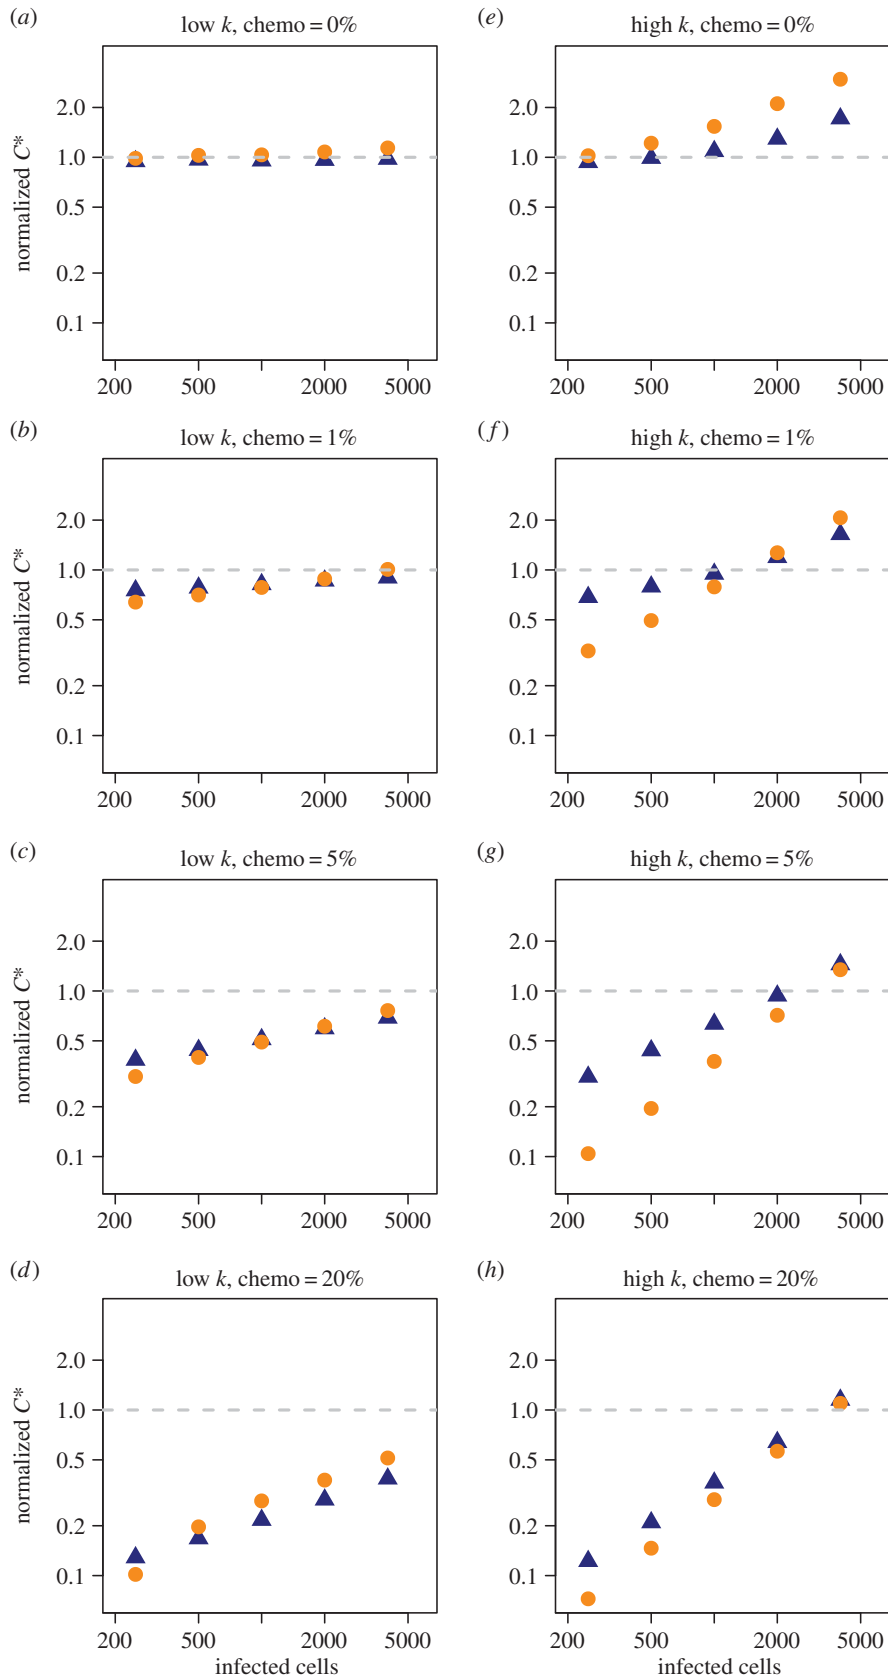 (a) low k, chemo = 0%
normalized C*
2.0
1.0
0.5
0.2
0.1
200 500 2000 5000
(e) high k, chemo = 0%
2.0
1.0
0.5
0.2
0.1
200 500 2000 5000
(b) low k, chemo = 1%
normalized C*
2.0
1.0
0.5
0.2
0.1
200 500 2000 5000
(f) high k, chemo = 1%
2.0
1.0
0.5
0.2
0.1
200 500 2000 5000
(c) low k, chemo = 5%
normalized C*
2.0
1.0
0.5
0.2
0.1
200 500 2000 5000
(g) high k, chemo = 5%
2.0
1.0
0.5
0.2
0.1
200 500 2000 5000
(d) low k, chemo = 20%
normalized C*
2.0
1.0
0.5
0.2
0.1
200 500 2000 5000
infected cells
(h) high k, chemo = 20%
2.0
1.0
0.5
0.2
0.1
200 500 2000 5000
infected cells